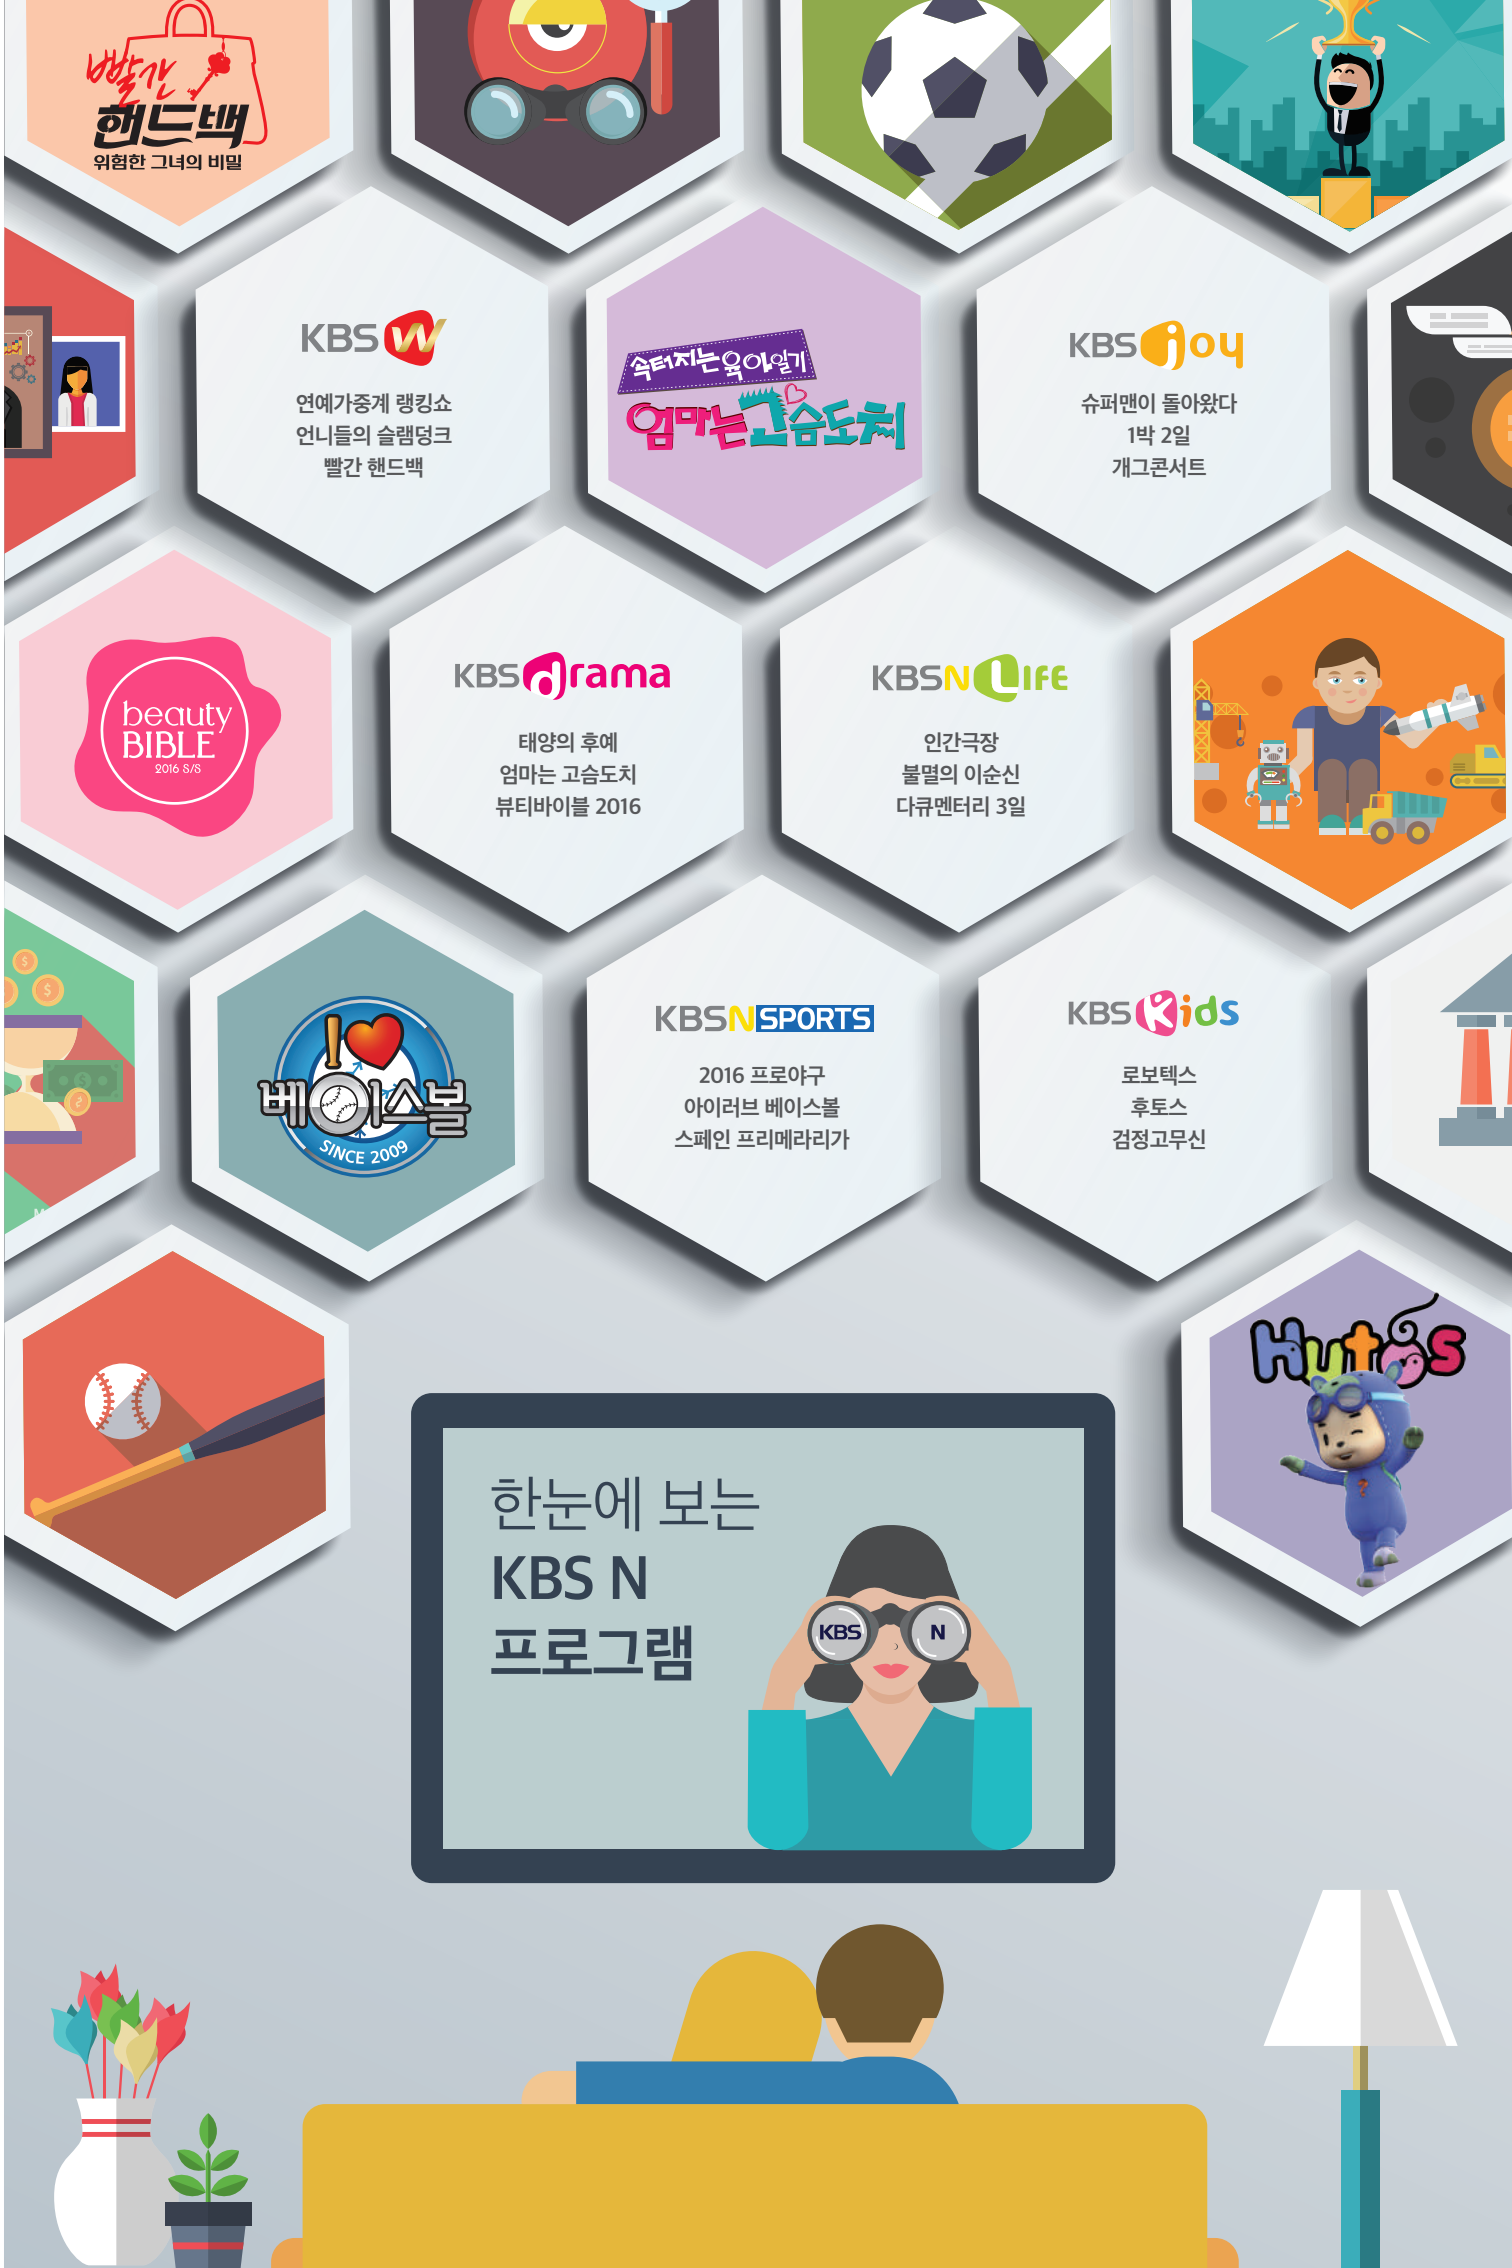 빨간
핸드백
위험한 그녀의 비밀
KBS W
연예가중계 랭킹쇼
언니들의 슬램덩크
빨간 핸드백
속터지는 육아일기
엄마는 고슴도치
KBS joy
슈퍼맨이 돌아왔다
1박 2일
개그콘서트
beauty
BIBLE
2016 S/S
KBS drama
태양의 후예
엄마는 고슴도치
뷰티바이블 2016
KBSN LIFE
인간극장
불멸의 이순신
다큐멘터리 3일
I
베이스볼
SINCE 2009
KBSN SPORTS
2016 프로야구
아이러브 베이스볼
스페인 프리메라리가
KBS Kids
로보텍스
후토스
검정고무신
Hutos
한눈에 보는
KBS N
프로그램
KBS N